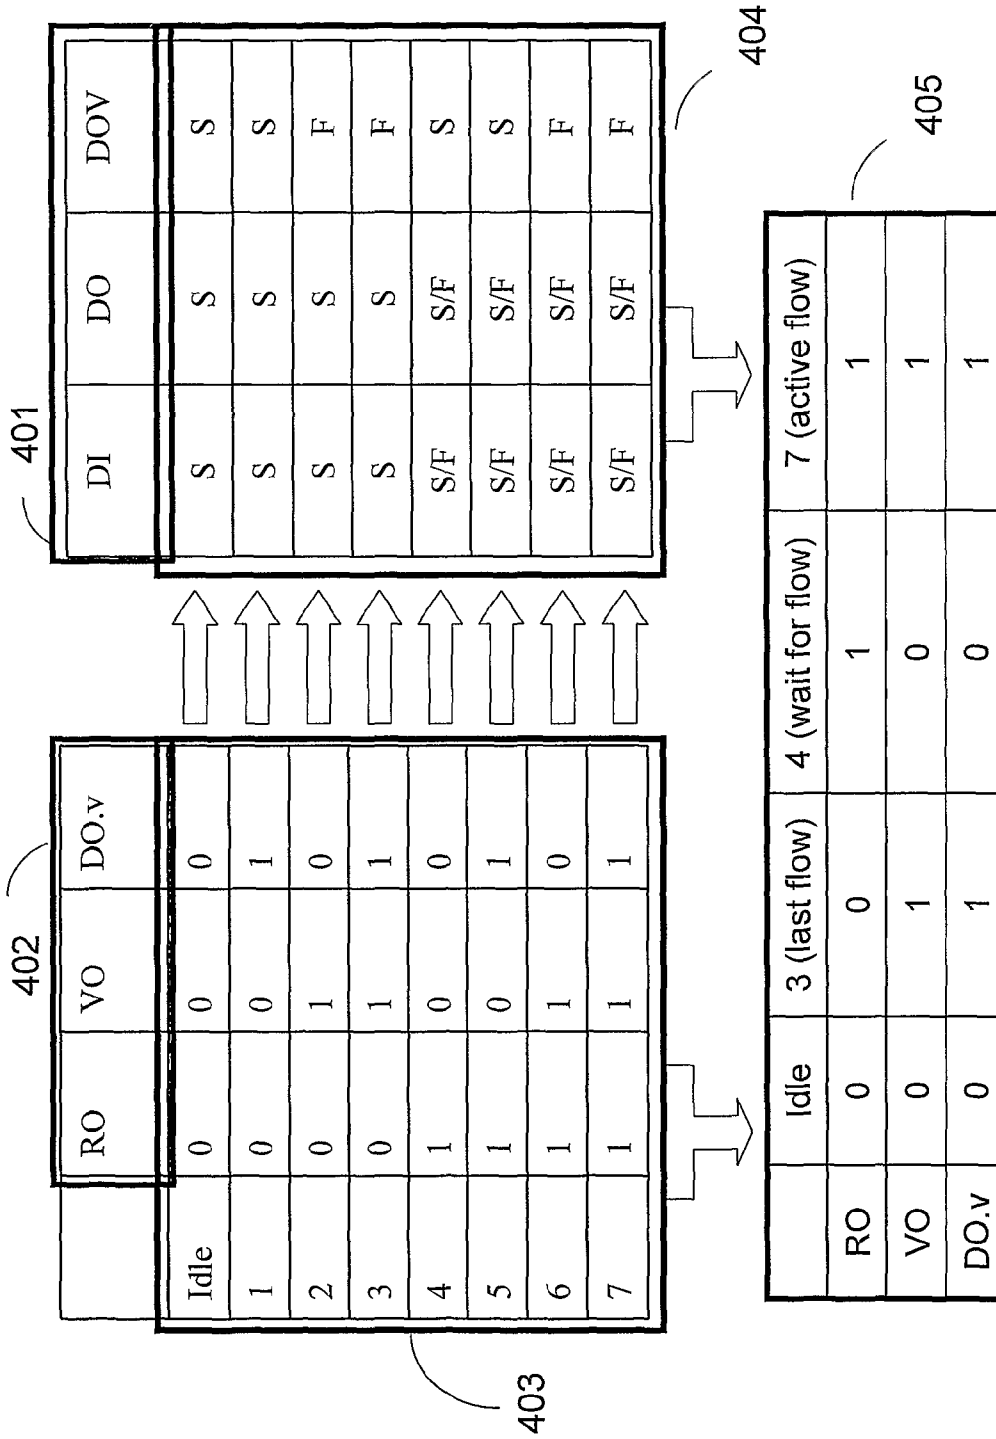 402
401
RO VO DO.v
DI DO DOV
Idle 0 0 0
S S S
1 0 0 1
S S S
2 0 1 0
S S F
3 0 1 1
S S F
4 1 0 0
S/F S/F S
5 1 0 1
S/F S/F S
6 1 1 0
S/F S/F F
7 1 1 1
S/F S/F F
403
404
Idle 3 (last flow) 4 (wait for flow) 7 (active flow)
RO 0 0 1 1
VO 0 1 0 1
DO.v 0 1 0 1
405